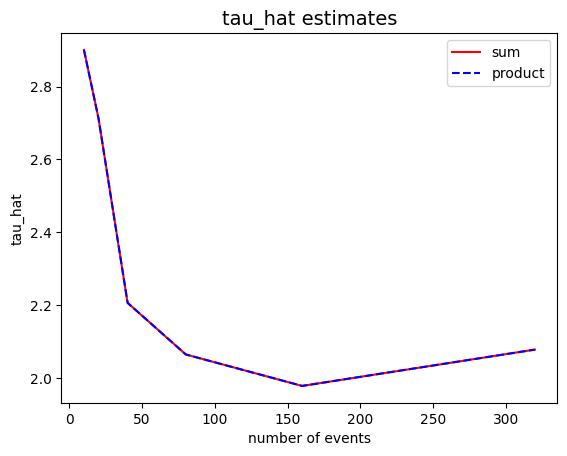 tau_hat estimates
sum
product
2.8
2.6
2.4
2.2
2.0
tau_hat
0
50
100
150
200
250
300
number of events